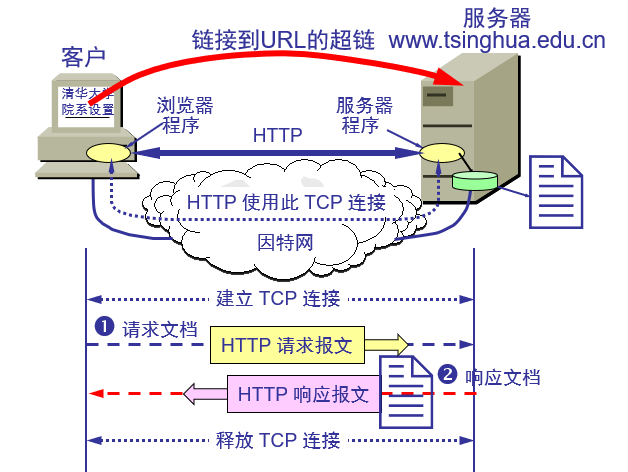 服务器
链接到URL的超链 www.tsinghua.edu.cn
客户
清华大学
院系设置
浏览器
程序
服务器
程序
HTTP
HTTP 使用此 TCP 连接
因特网
建立 TCP 连接
❶ 请求文档
HTTP 请求报文
HTTP 响应报文
❷ 响应文档
释放 TCP 连接